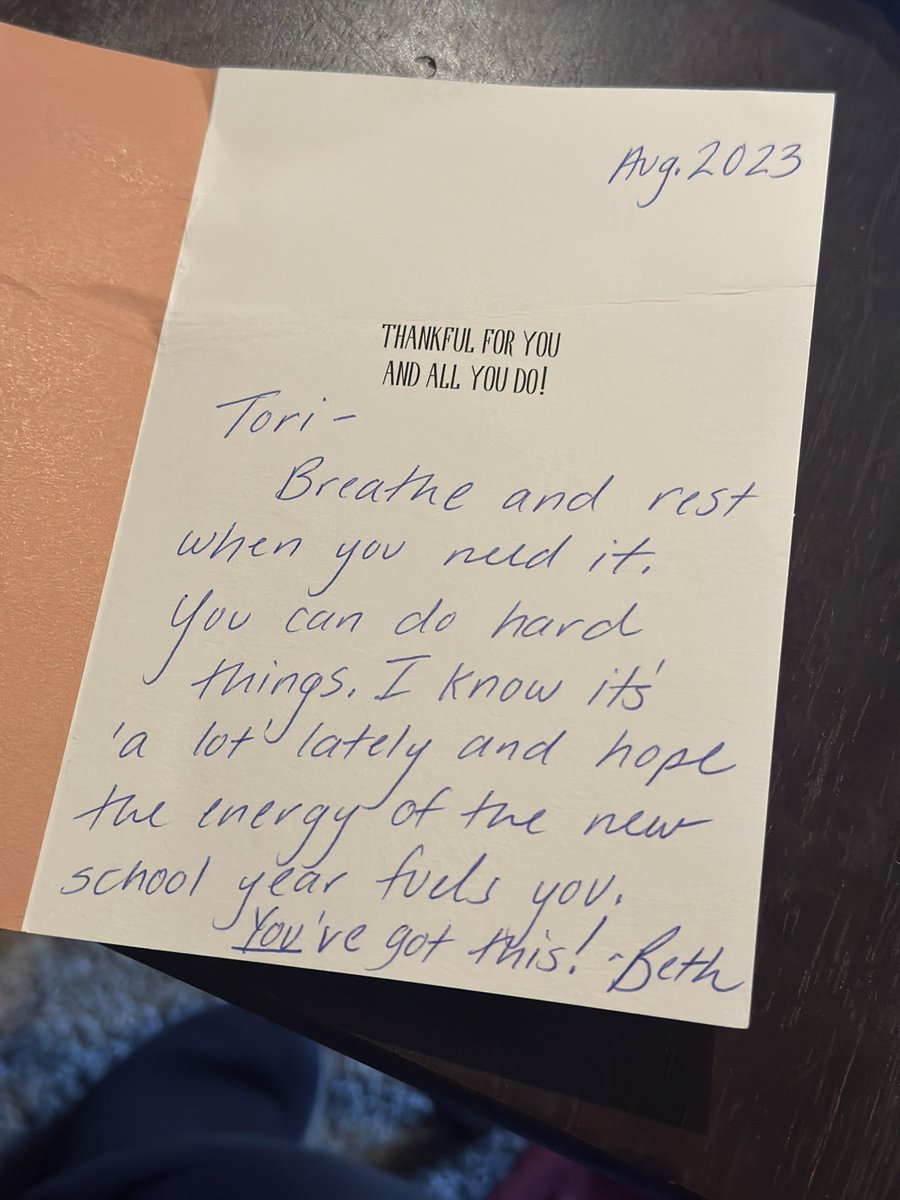 Aug. 2023
THANKFUL FOR YOU
AND ALL YOU DO!
Tori -
Breathe and rest
when you need it.
You can do hard
things. I know it's
'a lot' lately and hope
the energy of the new
school year fuels you.
You've got this! -Beth